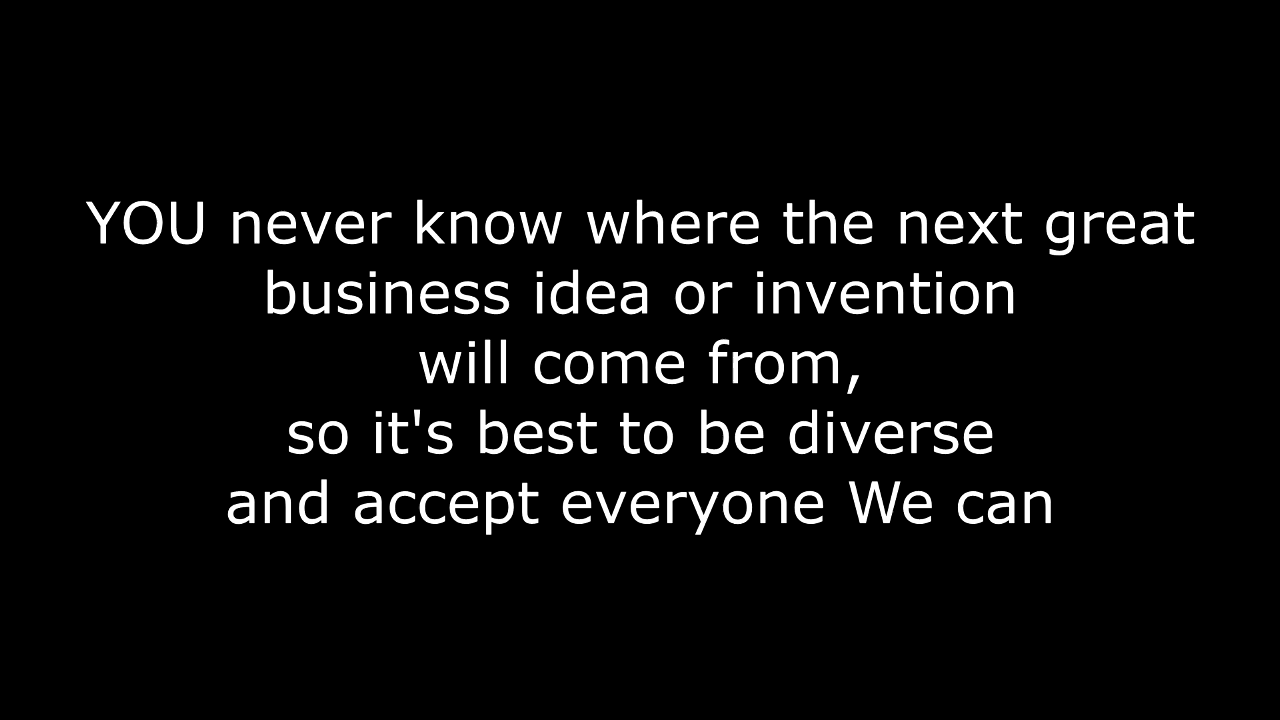 YOU never know where the next great
business idea or invention
will come from,
so it's best to be diverse
and accept everyone We can